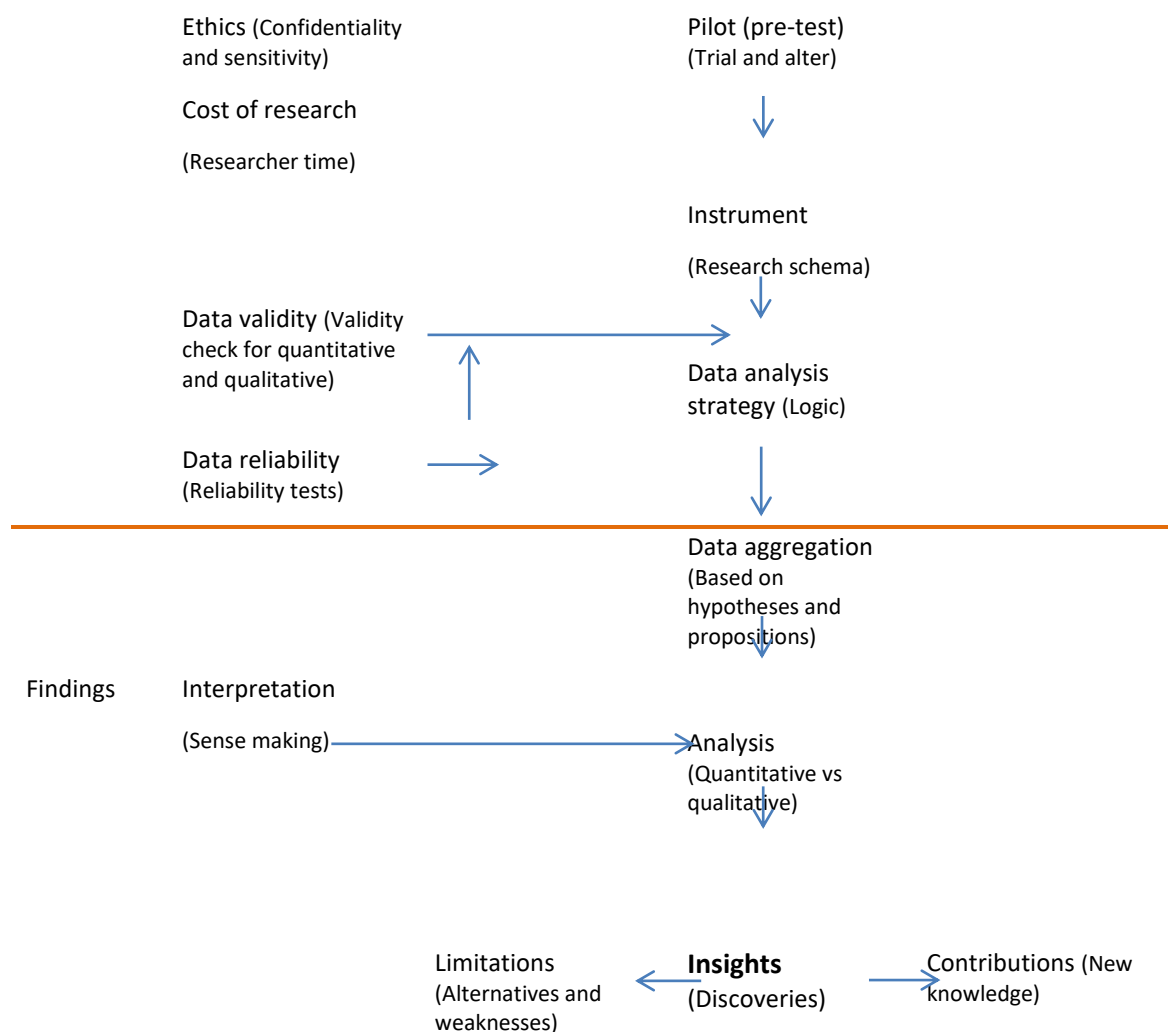 Ethics (Confidentiality
and sensitivity)
Pilot (pre-test)
(Trial and alter)
Cost of research
(Researcher time)
Instrument
(Research schema)
Data validity (Validity
check for quantitative
and qualitative)
Data analysis
strategy (Logic)
Data reliability
(Reliability tests)
Data aggregation
(Based on
hypotheses and
propositions)
Findings
Interpretation
(Sense making)
Analysis
(Quantitative vs
qualitative)
Limitations
(Alternatives and
weaknesses)
Insights
(Discoveries)
Contributions (New
knowledge)